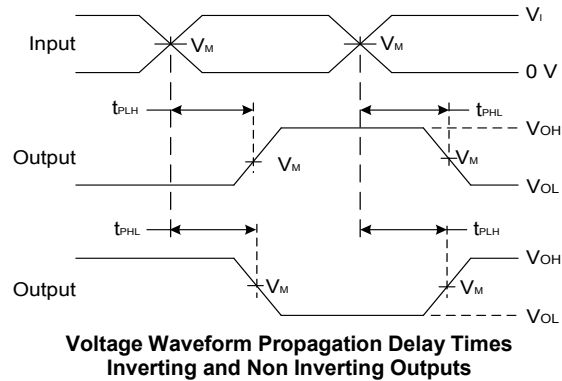 VI
Input
VM
VM
0 V
tPLH
tPHL
VOH
Output
VM
VM
VOL
tPHL
tPLH
VOH
Output
VM
VM
VOL
Voltage Waveform Propagation Delay Times
Inverting and Non Inverting Outputs